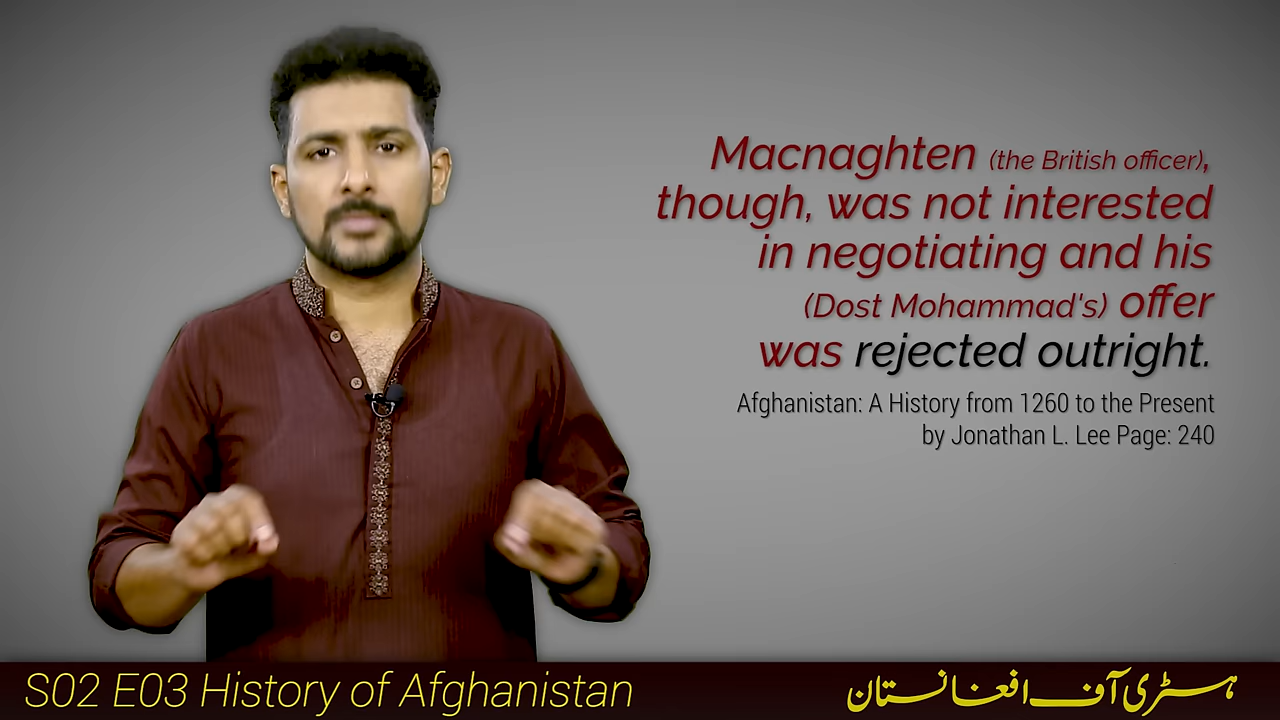 Macnaghten (the British officer),
though, was not interested
in negotiating and his
(Dost Mohammad's) offer
was rejected outright.
Afghanistan: A History from 1260 to the Present
by Jonathan L. Lee Page: 240
S02 E03 History of Afghanistan
ہسٹری آف افغانستان